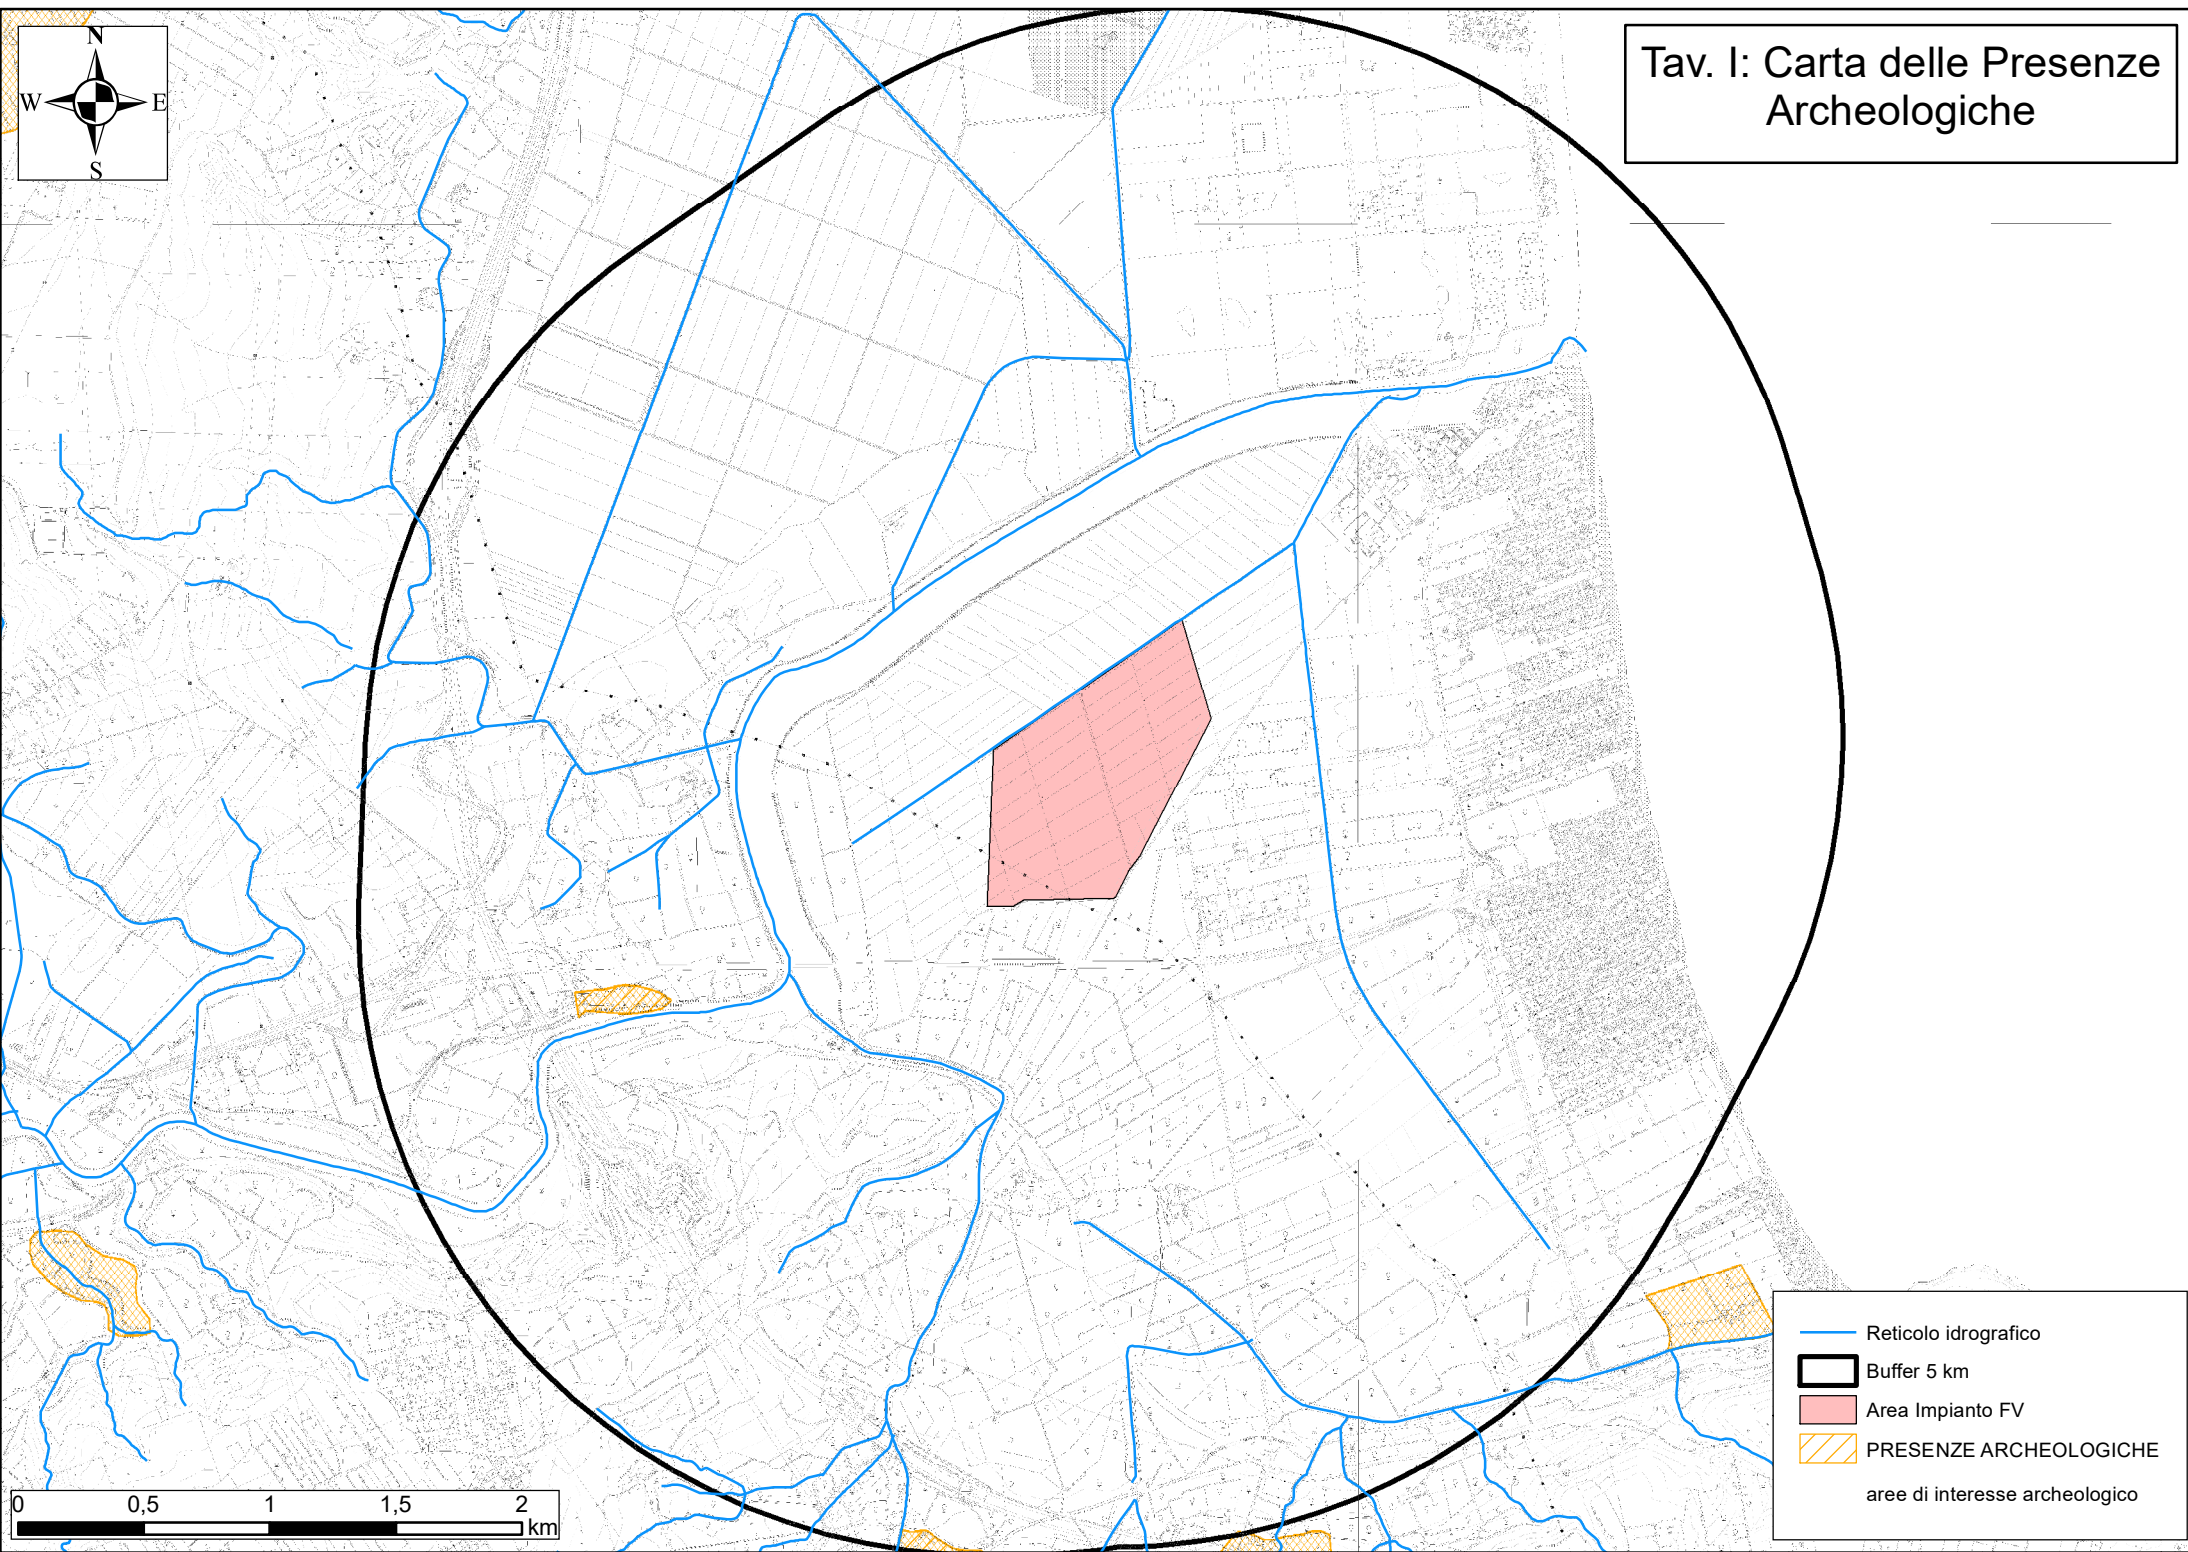 N
W E
S
Tav. I: Carta delle Presenze
Archeologiche
Reticolo idrografico
Buffer 5 km
Area Impianto FV
PRESENZE ARCHEOLOGICHE
aree di interesse archeologico
0 0,5 1 1,5 2
km